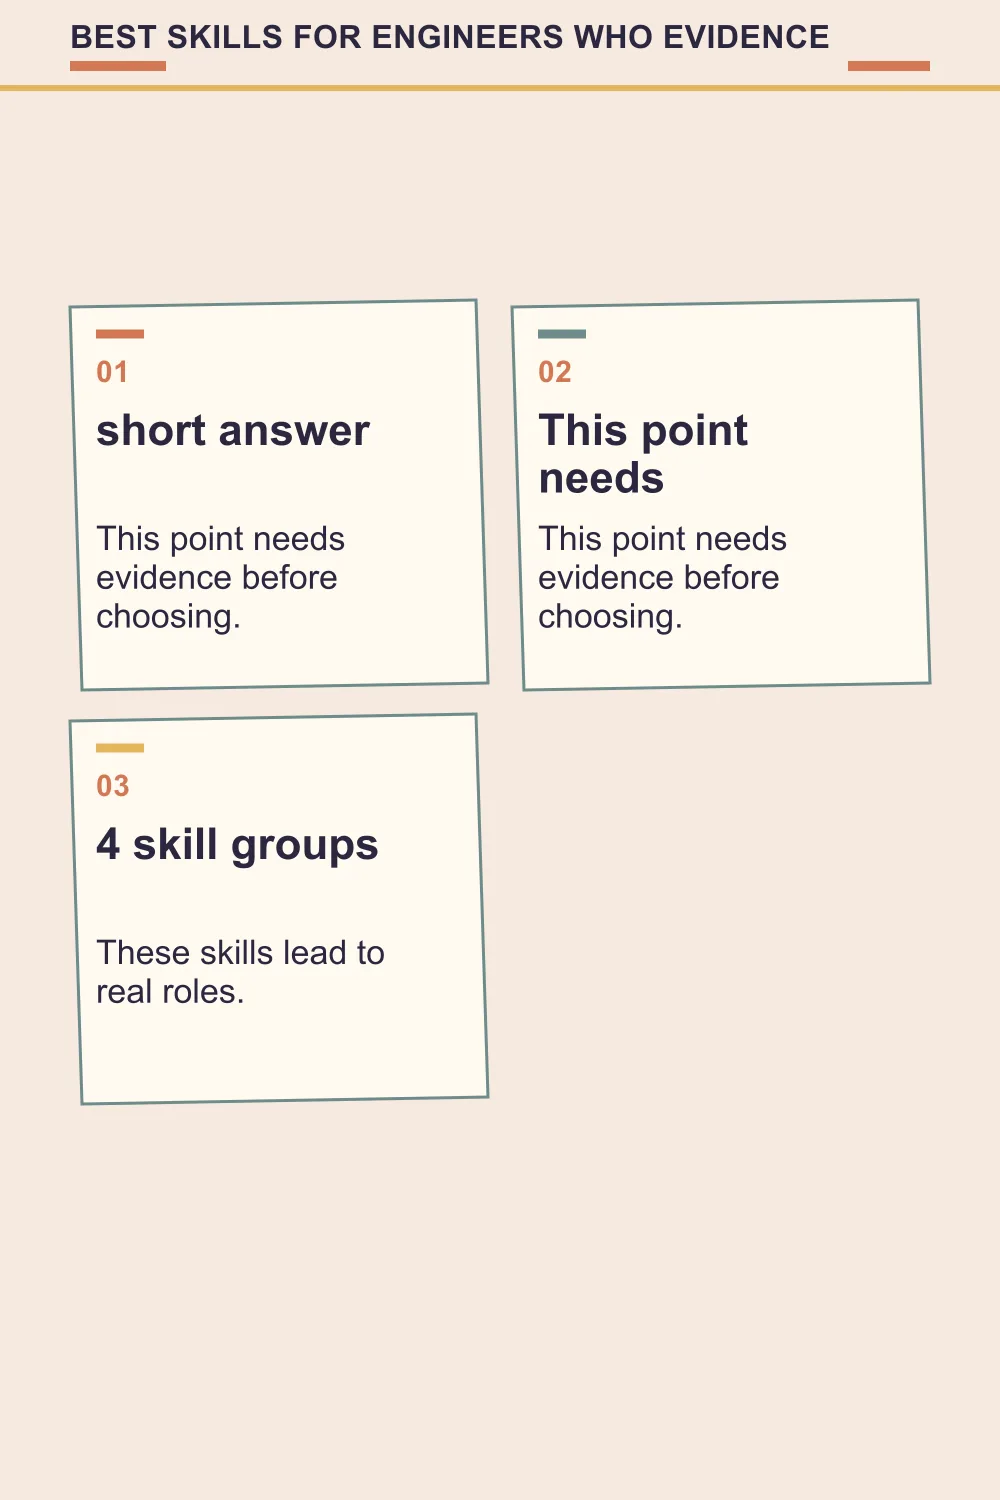 BEST SKILLS FOR ENGINEERS WHO EVIDENCE
01
short answer
This point needs
evidence before
choosing.
02
This point
needs
This point needs
evidence before
choosing.
03
4 skill groups
These skills lead to
real roles.